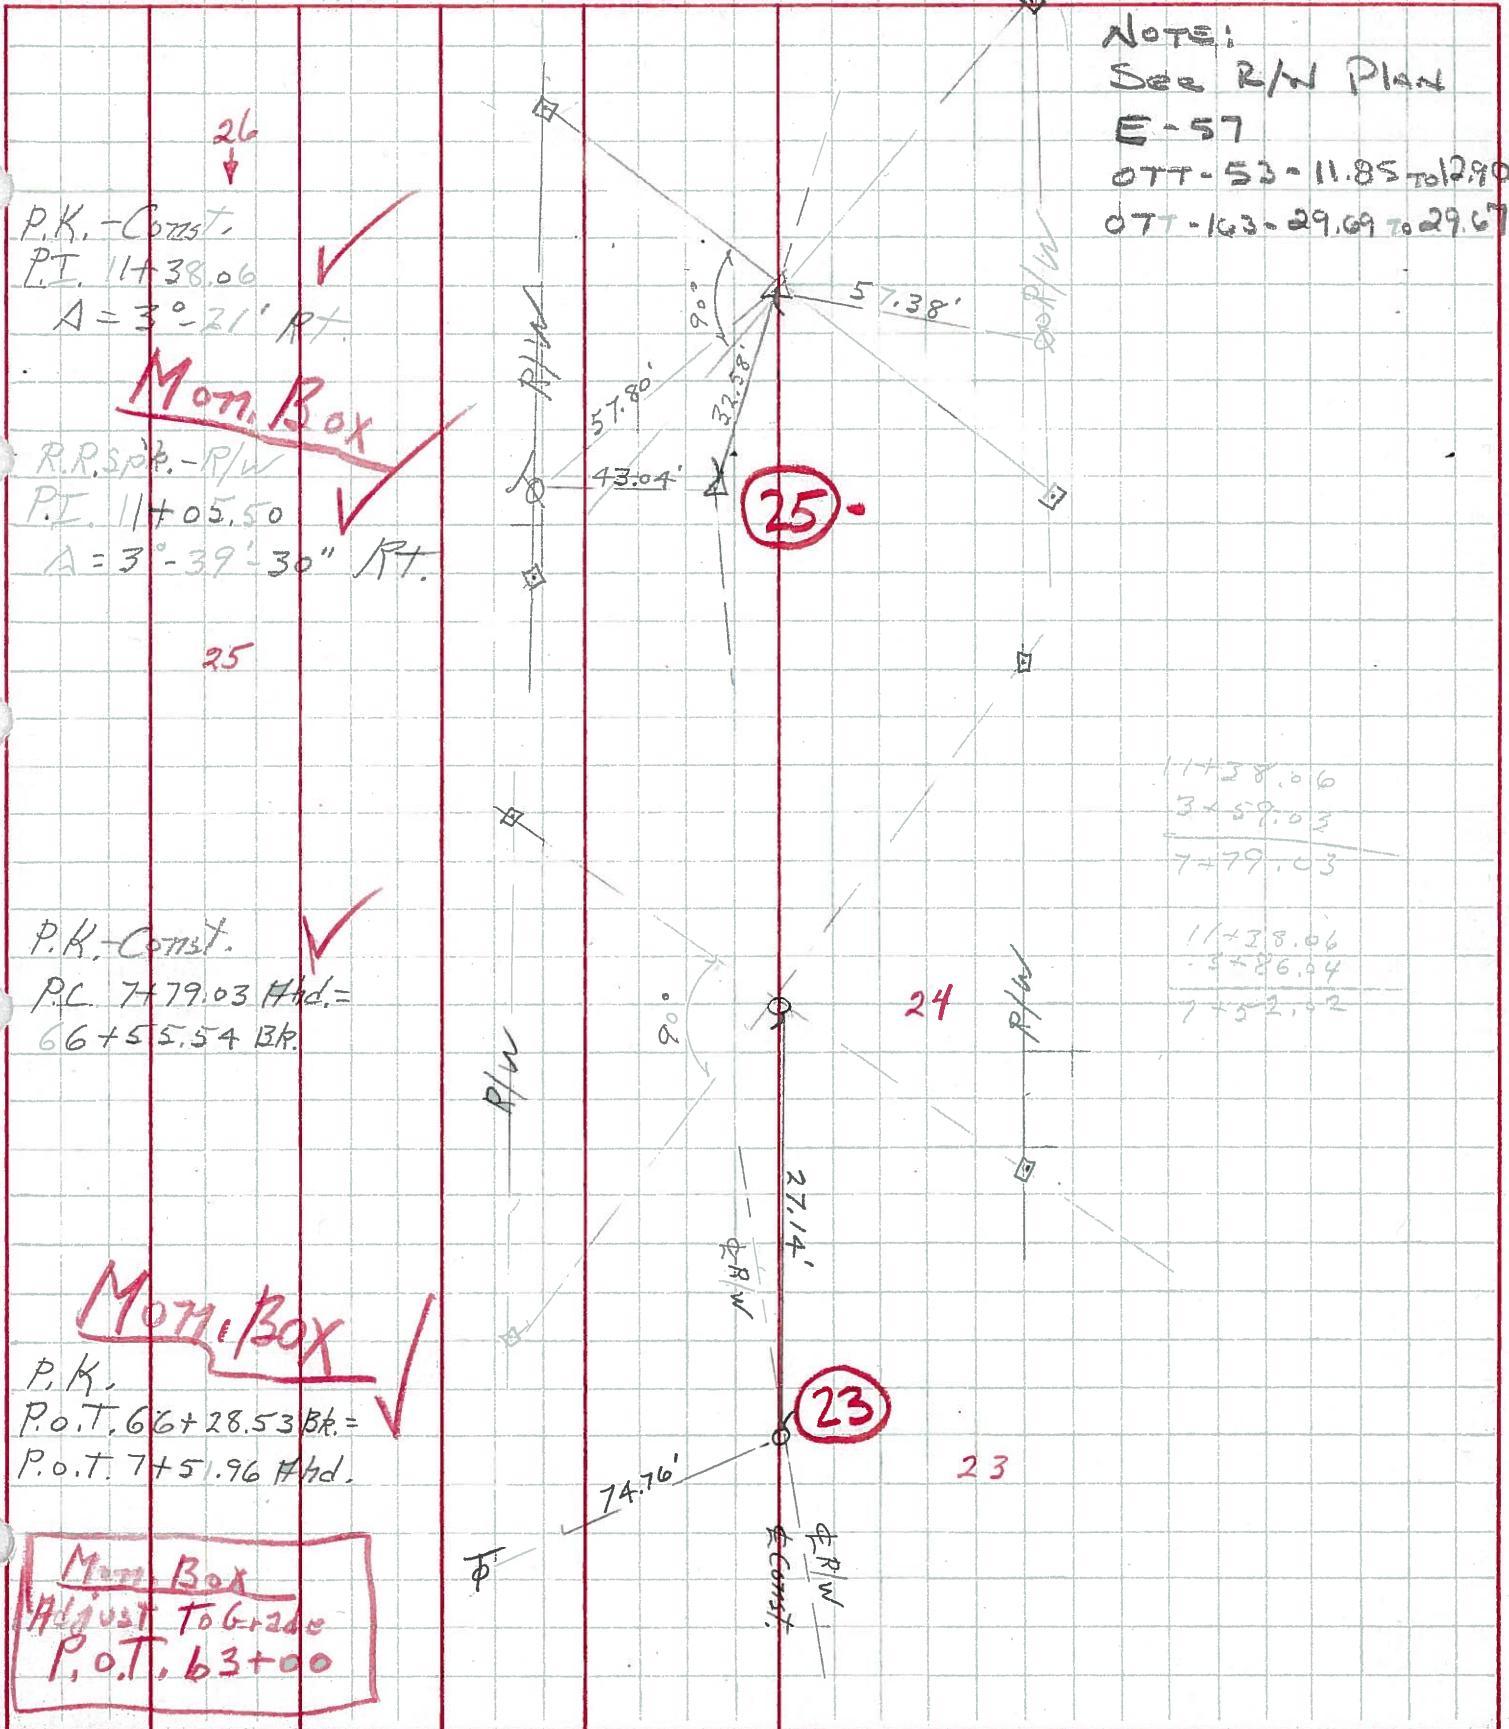 NOTE:
See R/W PLAN
E-57
OTT-53-11.85 TO 12.90
OTT-163-29.69 TO 29.67
26
P.K.-Const.
P.I. 11+38.06
Δ = 3°-21' Rt.
Mon. Box
R.R.Spk.-R/W
P.I. 11+05.50
Δ = 3°-39'-30" Rt.
25
R/W
90°
57.38'
R/W
57.80'
32.58'
43.04'
25
11+38.06
3+59.03
7+79.03
P.K.-Const.
P.C. 7+79.03 Ahd.=
66+55.54 Bk.
R/W
90°
24
R/W
11+38.06
3+86.04
7+52.02
27.14'
℄ R/W
Mon. Box
P.K.
P.O.T. 66+28.53 Bk.=
P.O.T. 7+51.96 Ahd.
23
23
74.76'
℄ Const.
℄ R/W
Mon. Box
Adjust To Grade
P.O.T. 63+00